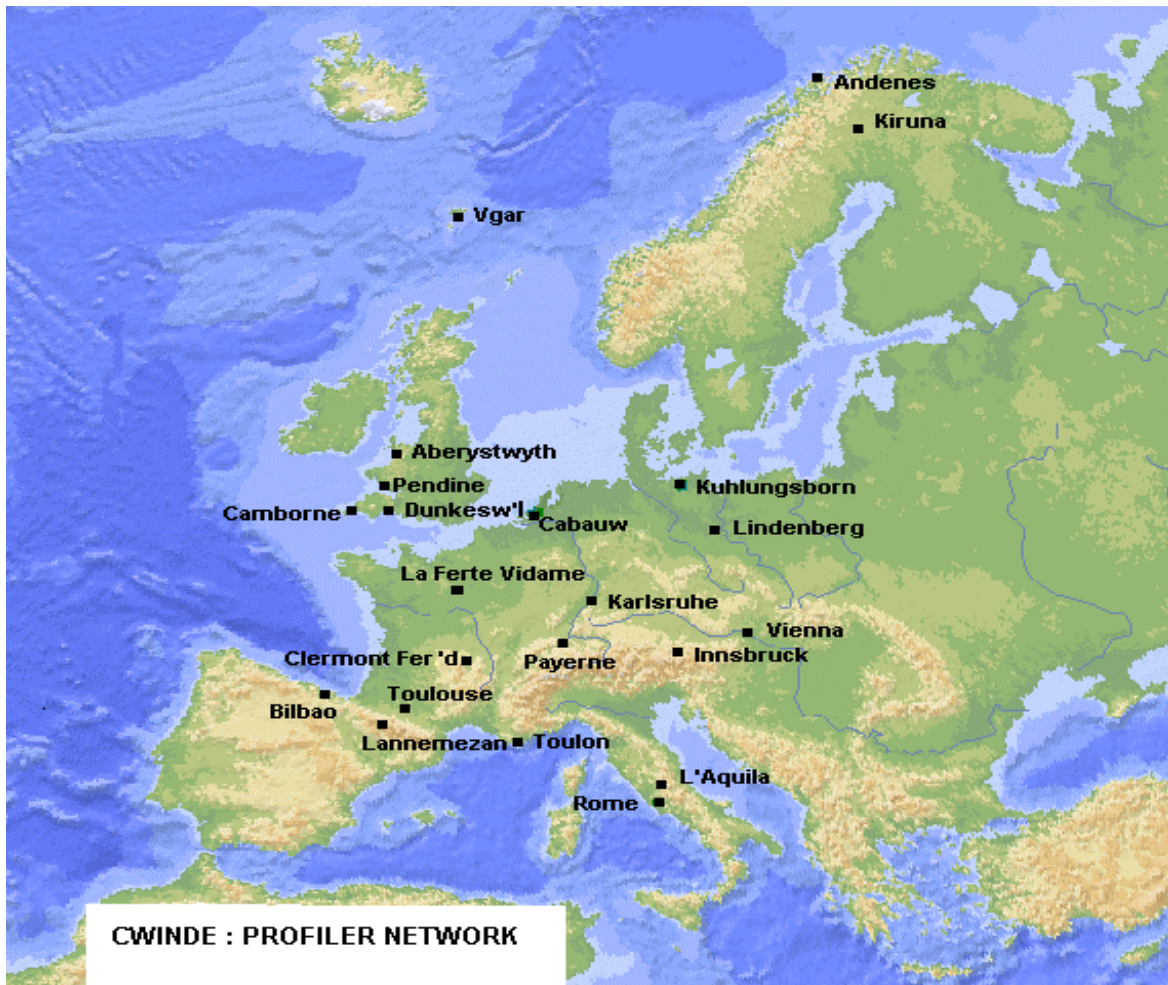 Andenes
Kiruna
Vgar
Aberystwyth
Pendine
Kuhlungsborn
Camborne
Dunkesw'l
Cabauw
Lindenberg
La Ferte Vidame
Karlsruhe
Vienna
Clermont Fer'd
Payerne
Innsbruck
Toulouse
Bilbao
Lannemezan
Toulon
L'Aquila
Rome
CWINDE : PROFILER NETWORK